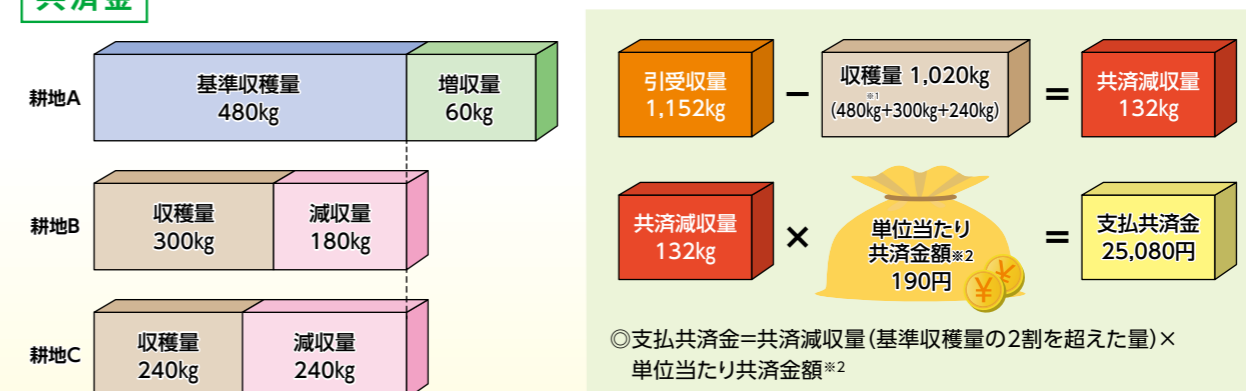 共済金
耕地A
基準収穫量
480kg
増収量
60kg
耕地B
収穫量
300kg
減収量
180kg
耕地C
収穫量
240kg
減収量
240kg
引受収量
1,152kg
−
収穫量 1,020kg
※1
(480kg+300kg+240kg)
=
共済減収量
132kg
共済減収量
132kg
×
単位当たり
共済金額※2
190円
=
支払共済金
25,080円
◎支払共済金=共済減収量(基準収穫量の2割を超えた量)×
単位当たり共済金額※2